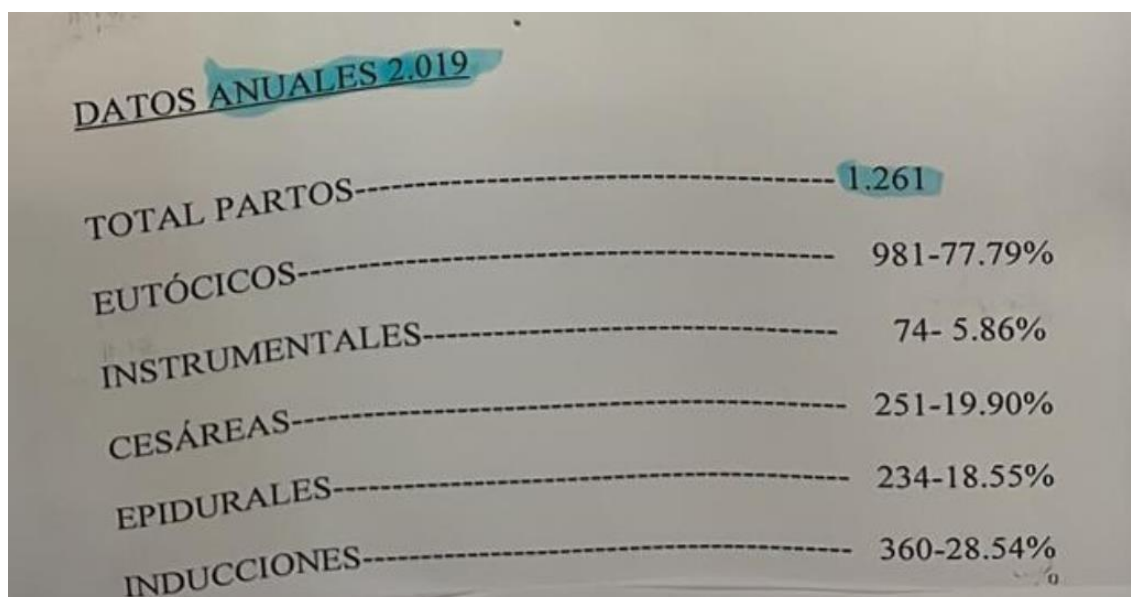 DATOS ANUALES 2.019
TOTAL PARTOS---------------------------------------- 1.261
EUTÓCICOS--------------------------------------------- 981-77.79%
INSTRUMENTALES----------------------------------- 74- 5.86%
CESÁREAS---------------------------------------------- 251-19.90%
EPIDURALES------------------------------------------- 234-18.55%
INDUCCIONES----------------------------------------- 360-28.54%